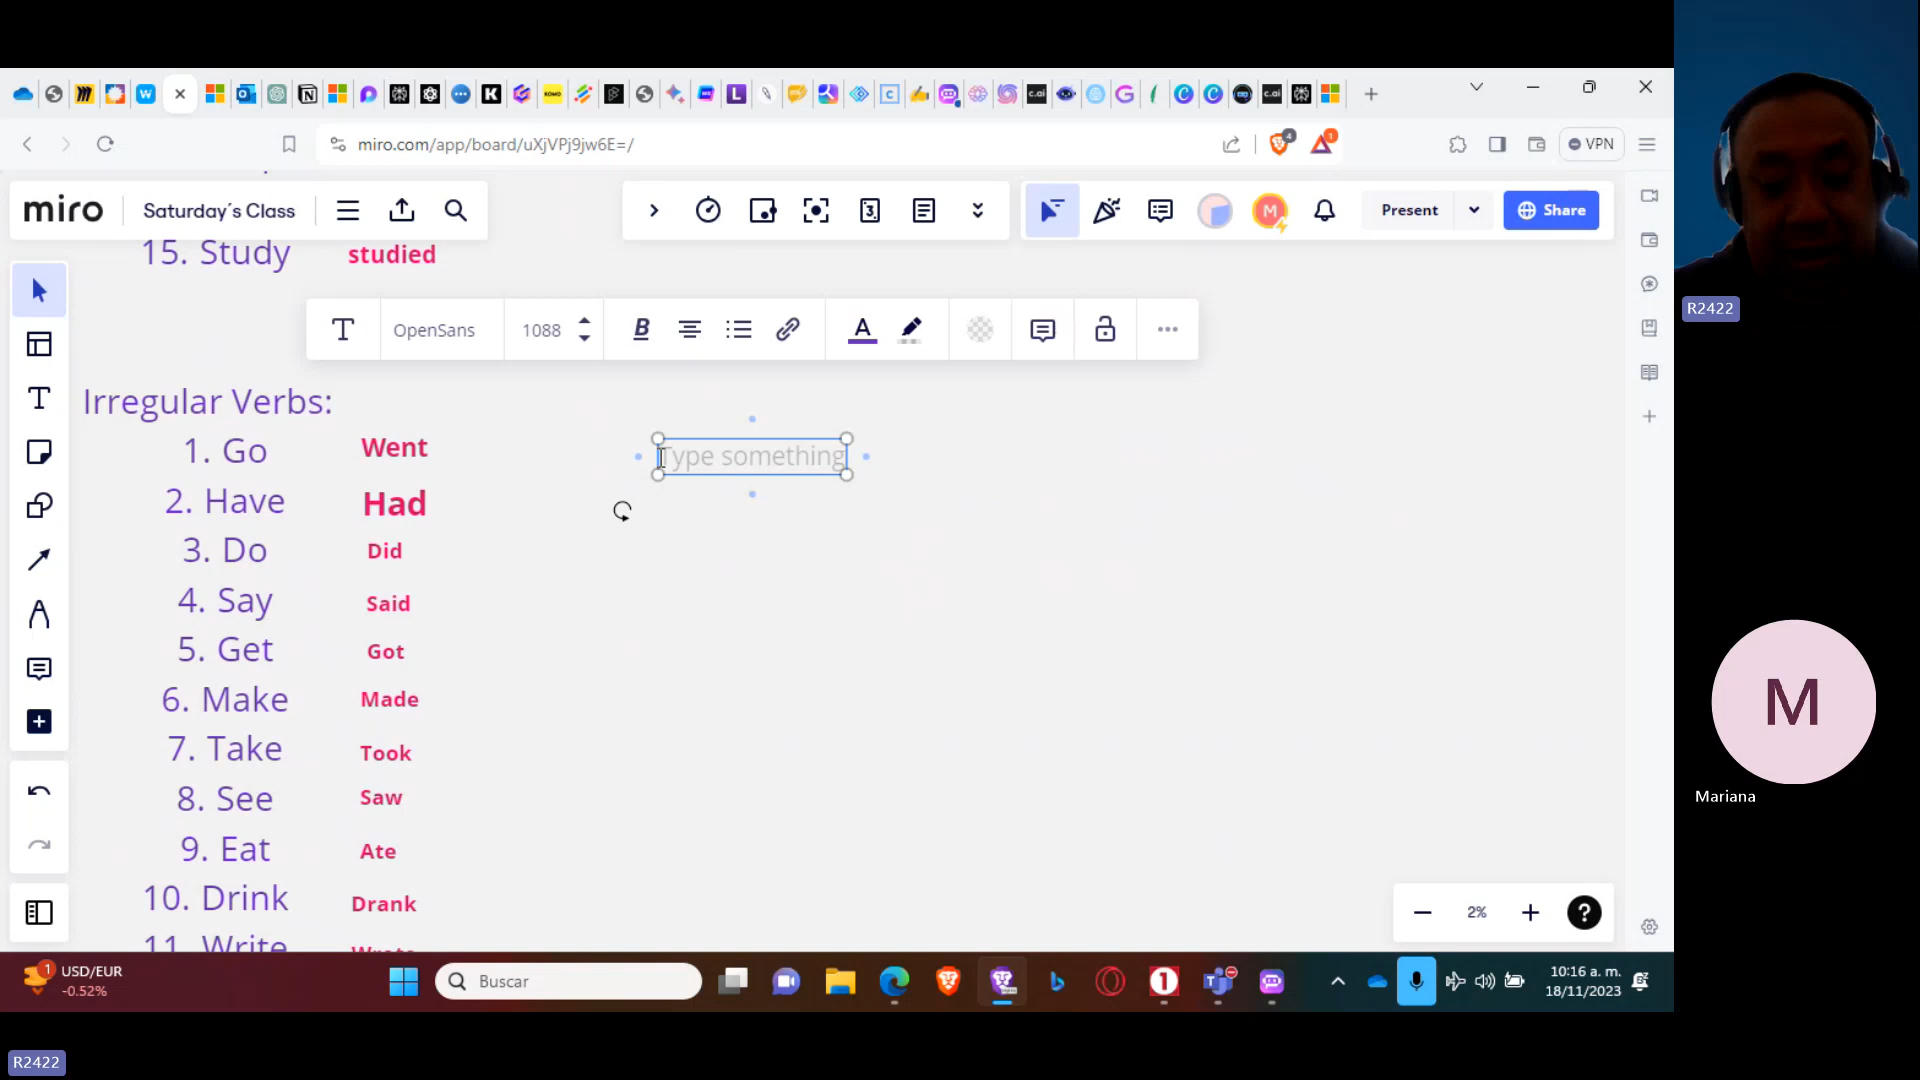 miro.com/app/board/uXjVPj9jw6E=/
VPN
miro
Saturday´s Class
Present
Share
15. Study studied
OpenSans
1088
Irregular Verbs:
1. Go Went
Type something
2. Have Had
3. Do Did
4. Say Said
5. Get Got
6. Make Made
7. Take Took
8. See Saw
9. Eat Ate
10. Drink Drank
11. Write Wrote
2%
USD/EUR
-0.52%
Buscar
10:16 a. m.
18/11/2023
R2422
M
Mariana
R2422